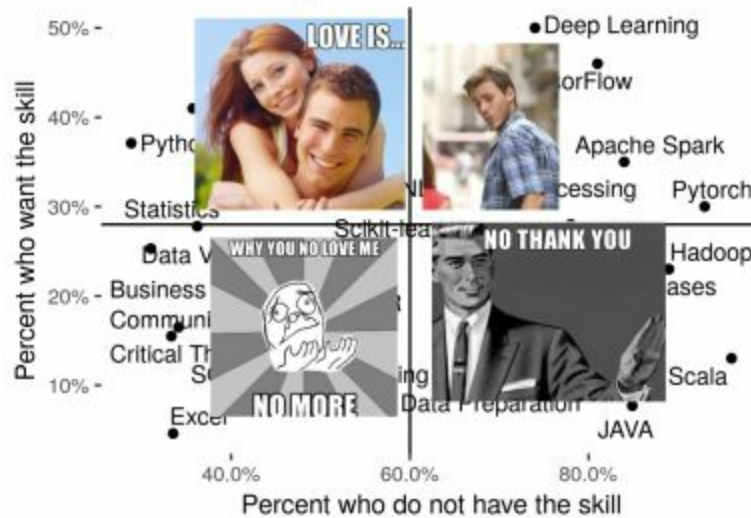 50%
Deep Learning
LOVE IS...
orFlow
40%
Apache Spark
cessing
Pytorch
30%
Statistics
Scikit-lea
WHY YOU NO LOVE ME
NO THANK YOU
Hadoop
Data V
Business
ases
20%
Communi
Critical Th
ing
Scala
10%
NO MORE
Data Preparation
Excel
JAVA
40.0%
60.0%
80.0%
Percent who do not have the skill
Percent who want the skill